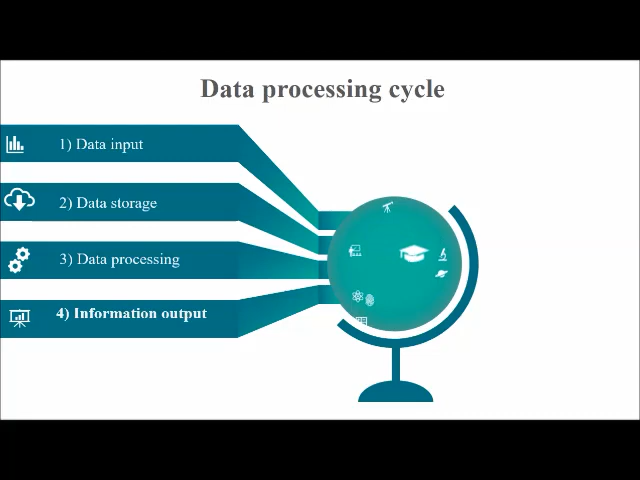 Data processing cycle
1) Data input
2) Data storage
3) Data processing
4) Information output